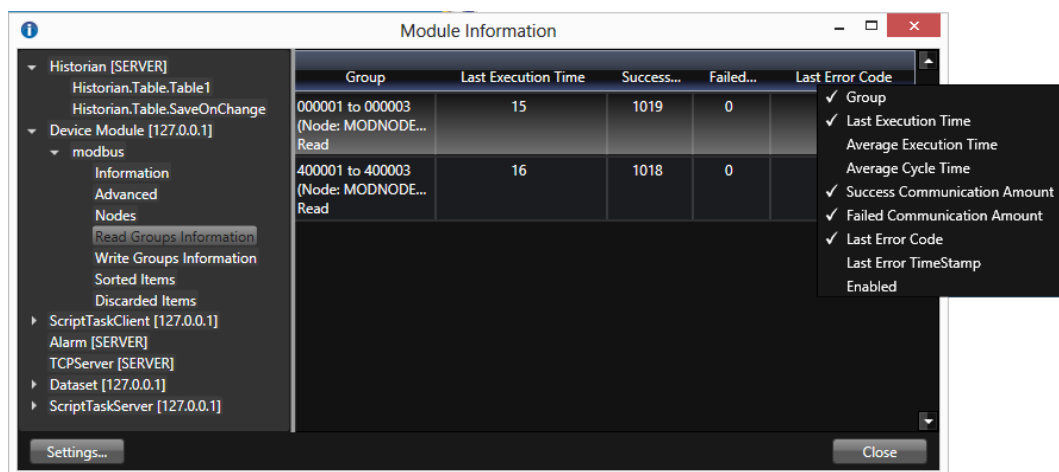 Module Information
Historian [SERVER]
Historian.Table.Table1
Historian.Table.SaveOnChange
Device Module [127.0.0.1]
modbus
Information
Advanced
Nodes
Read Groups Information
Write Groups Information
Sorted Items
Discarded Items
ScriptTaskClient [127.0.0.1]
Alarm [SERVER]
TCPServer [SERVER]
Dataset [127.0.0.1]
ScriptTaskServer [127.0.0.1]
Group Last Execution Time Success... Failed... Last Error Code
000001 to 000003 15 1019 0
(Node: MODNODE...
Read
400001 to 400003 16 1018 0
(Node: MODNODE...
Read
✓ Group
✓ Last Execution Time
Average Execution Time
Average Cycle Time
✓ Success Communication Amount
✓ Failed Communication Amount
✓ Last Error Code
Last Error TimeStamp
Enabled
Settings... Close